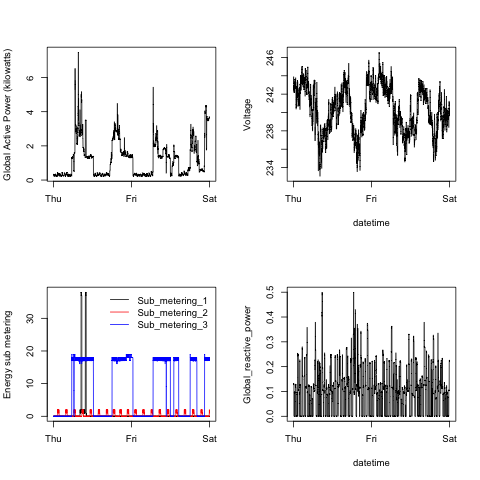 Global Active Power (kilowatts)
0 2 4 6
Thu Fri Sat
Voltage
234 238 242 246
Thu Fri Sat
datetime
Energy sub metering
0 10 20 30
Sub_metering_1
Sub_metering_2
Sub_metering_3
Thu Fri Sat
Global_reactive_power
0.0 0.1 0.2 0.3 0.4 0.5
Thu Fri Sat
datetime